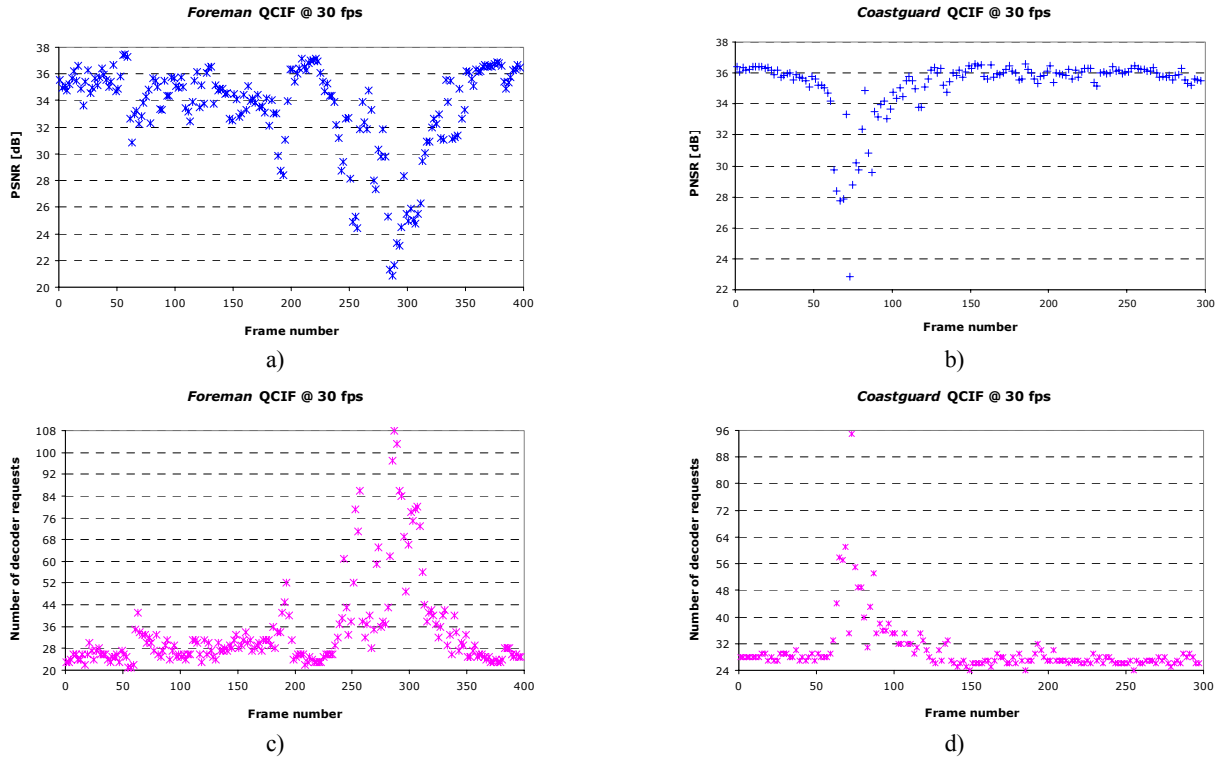 Foreman QCIF @ 30 fps
38
36
34
32
30
28
26
24
22
20
PSNR [dB]
0 50 100 150 200 250 300 350 400
Frame number
a)
Coastguard QCIF @ 30 fps
38
36
34
32
30
28
26
24
22
PNSR [dB]
0 50 100 150 200 250 300
Frame number
b)
Foreman QCIF @ 30 fps
108
100
92
84
76
68
60
52
44
36
28
20
Number of decoder requests
0 50 100 150 200 250 300 350 400
Frame number
c)
Coastguard QCIF @ 30 fps
96
88
80
72
64
56
48
40
32
24
Number of decoder requests
0 50 100 150 200 250 300
Frame number
d)